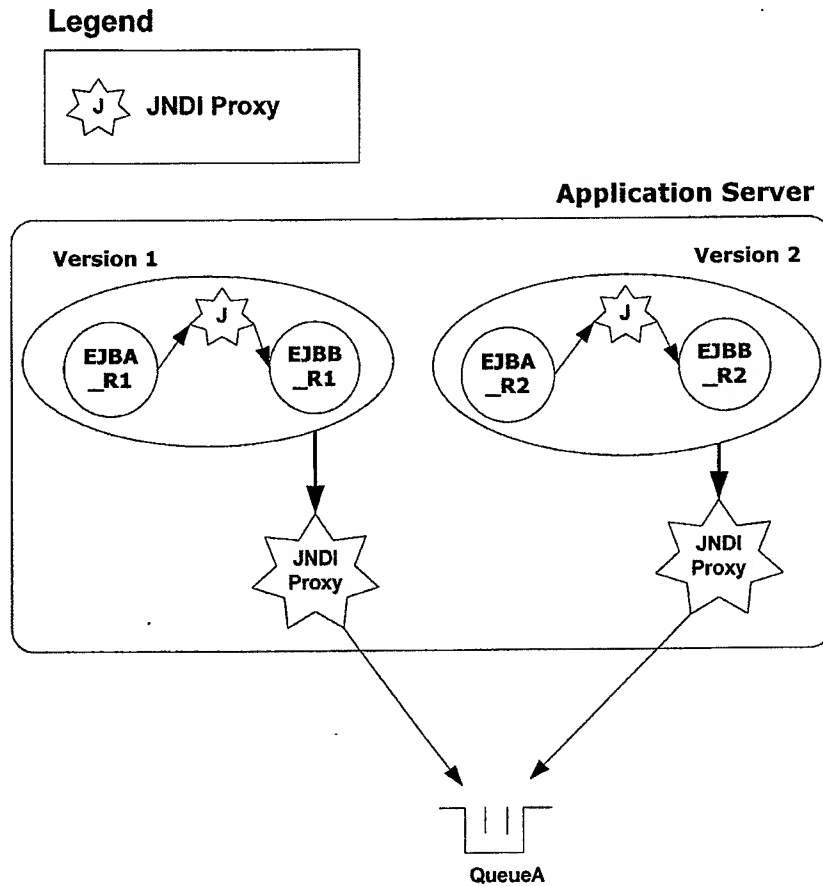 Legend
J JNDI Proxy
Application Server
Version 1
Version 2
J
J
EJBA
_R1
EJBB
_R1
EJBA
_R2
EJBB
_R2
JNDI
Proxy
JNDI
Proxy
QueueA